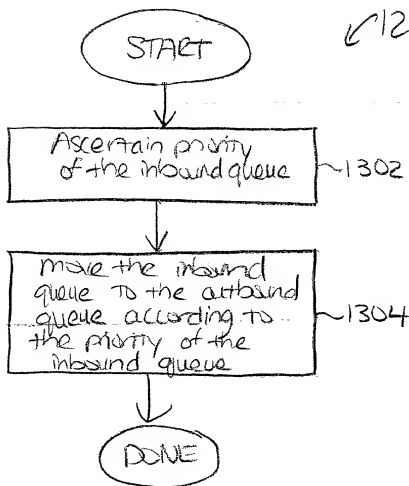 12
START
Ascertain priority
of the inbound queue
1302
move the inbound
queue to the outbound
queue according to
the priority of the
inbound queue
1304
DONE